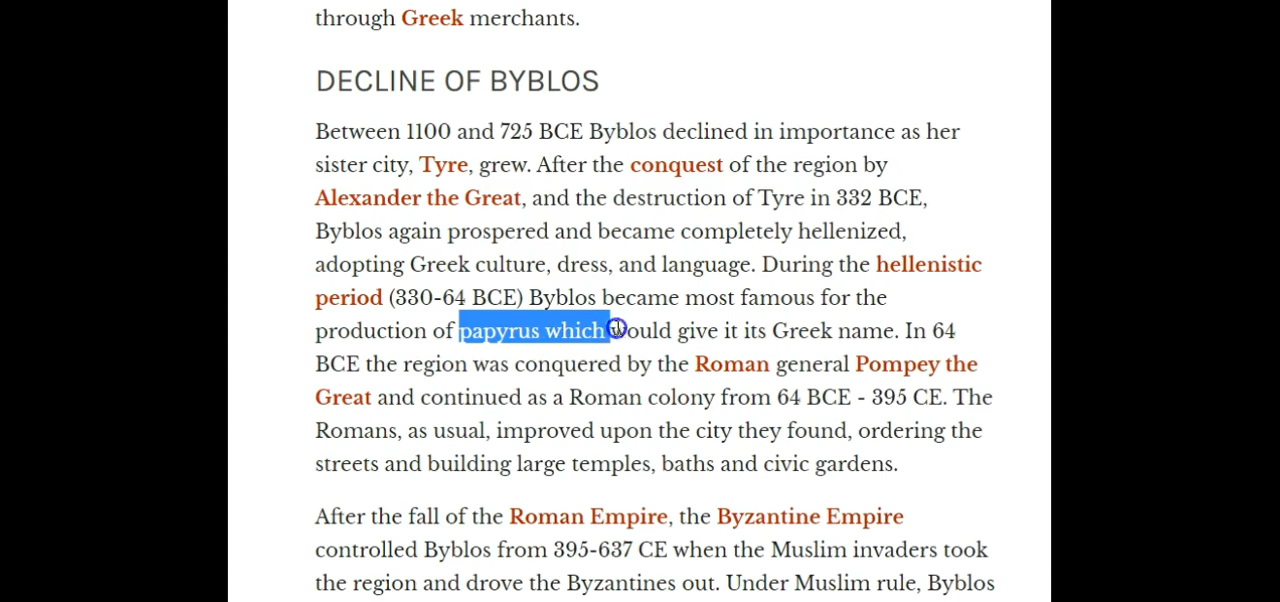 through Greek merchants.
DECLINE OF BYBLOS
Between 1100 and 725 BCE Byblos declined in importance as her
sister city, Tyre, grew. After the conquest of the region by
Alexander the Great, and the destruction of Tyre in 332 BCE,
Byblos again prospered and became completely hellenized,
adopting Greek culture, dress, and language. During the hellenistic
period (330-64 BCE) Byblos became most famous for the
production of papyrus which would give it its Greek name. In 64
BCE the region was conquered by the Roman general Pompey the
Great and continued as a Roman colony from 64 BCE - 395 CE. The
Romans, as usual, improved upon the city they found, ordering the
streets and building large temples, baths and civic gardens.
After the fall of the Roman Empire, the Byzantine Empire
controlled Byblos from 395-637 CE when the Muslim invaders took
the region and drove the Byzantines out. Under Muslim rule, Byblos